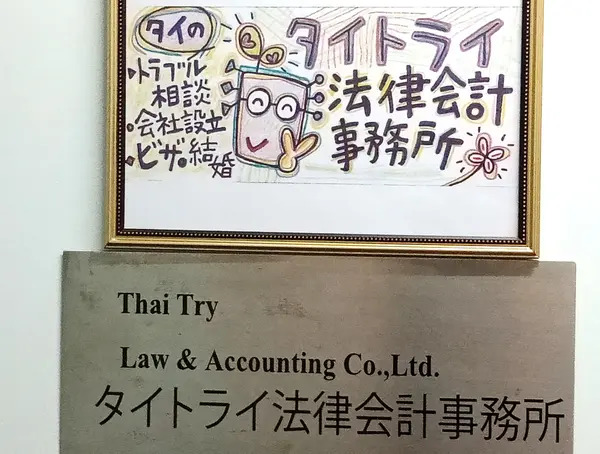 タイの
・トラブル
相談
・会社設立
・ビザ。結婚
タイトライ
法律会計
事務所
Thai Try
Law & Accounting Co.,Ltd.
タイトライ法律会計事務所